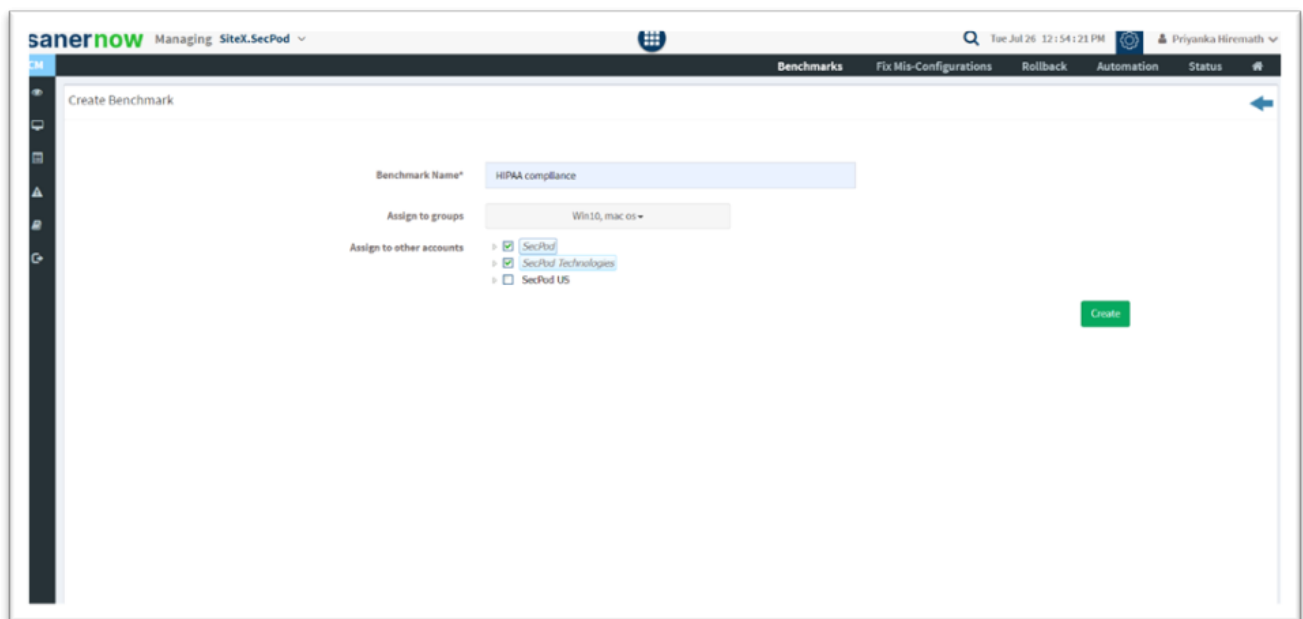 sanernow Managing SiteX.SecPod Tue Jul 26 12:54:21 PM Priyanka Hiremath
CM Benchmarks Fix Mis-Configurations Rollback Automation Status
Create Benchmark
Benchmark Name* HIPAA compliance
Assign to groups Win10, mac os
Assign to other accounts SecPod
SecPod Technologies
SecPod US
Create